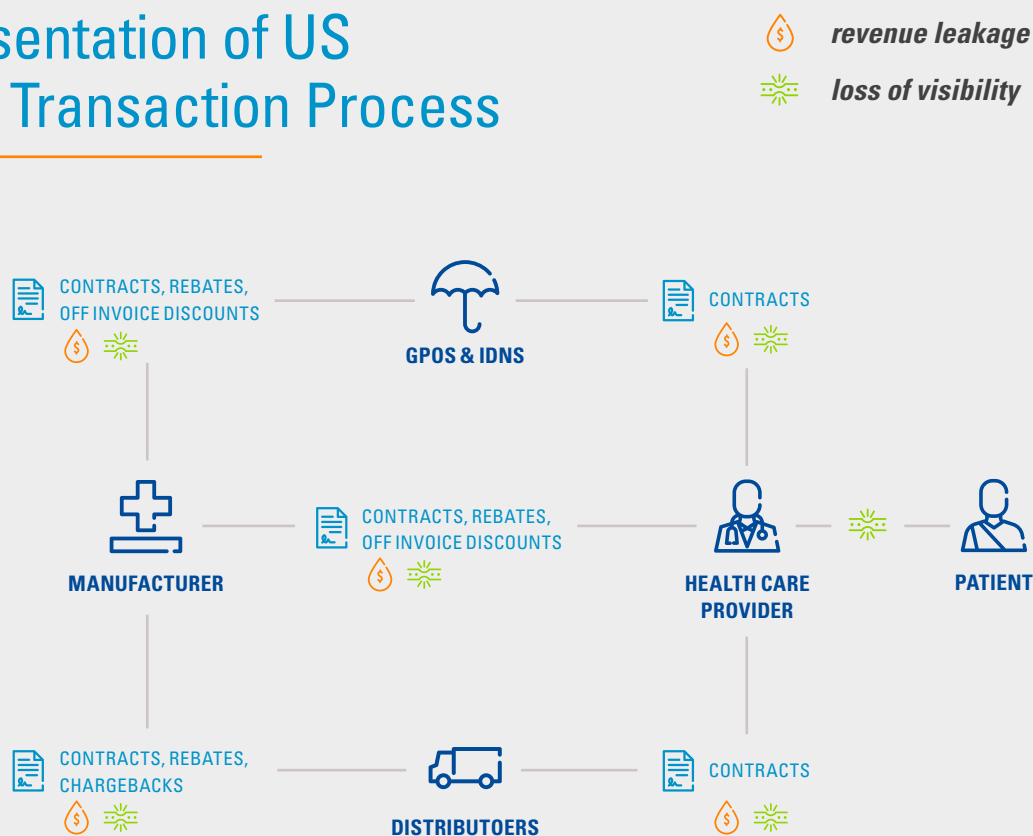 sentation of US
Transaction Process
revenue leakage
loss of visibility
CONTRACTS, REBATES,
OFF INVOICE DISCOUNTS
GPOS & IDNS
CONTRACTS
MANUFACTURER
CONTRACTS, REBATES,
OFF INVOICE DISCOUNTS
HEALTH CARE
PROVIDER
PATIENT
CONTRACTS, REBATES,
CHARGEBACKS
DISTRIBUTOERS
CONTRACTS